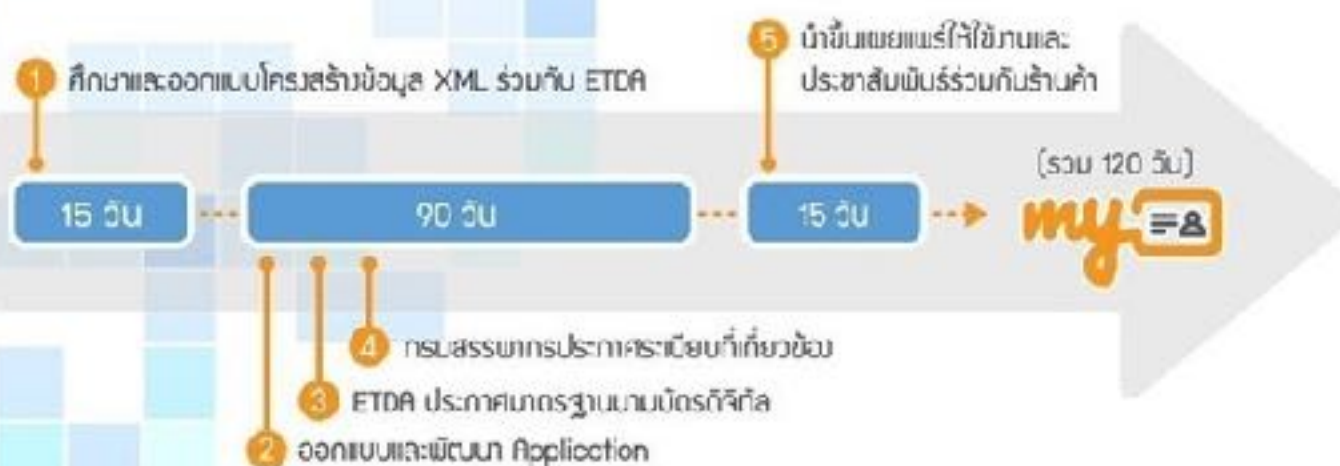 1 ศึกษาและออกแบบโครงสร้างข้อมูล XML ร่วมกับ ETDA
5 นำขึ้นเผยแพร่ให้ใช้งานและ
ประชาสัมพันธ์ร่วมกับร้านค้า
(รวม 120 วัน)
15 วัน
90 วัน
15 วัน
my
4 กรมสรรพากรประกาศระเบียบที่เกี่ยวข้อง
3 ETDA ประกาศมาตรฐานนามบัตรดิจิทัล
2 ออกแบบและพัฒนา Application